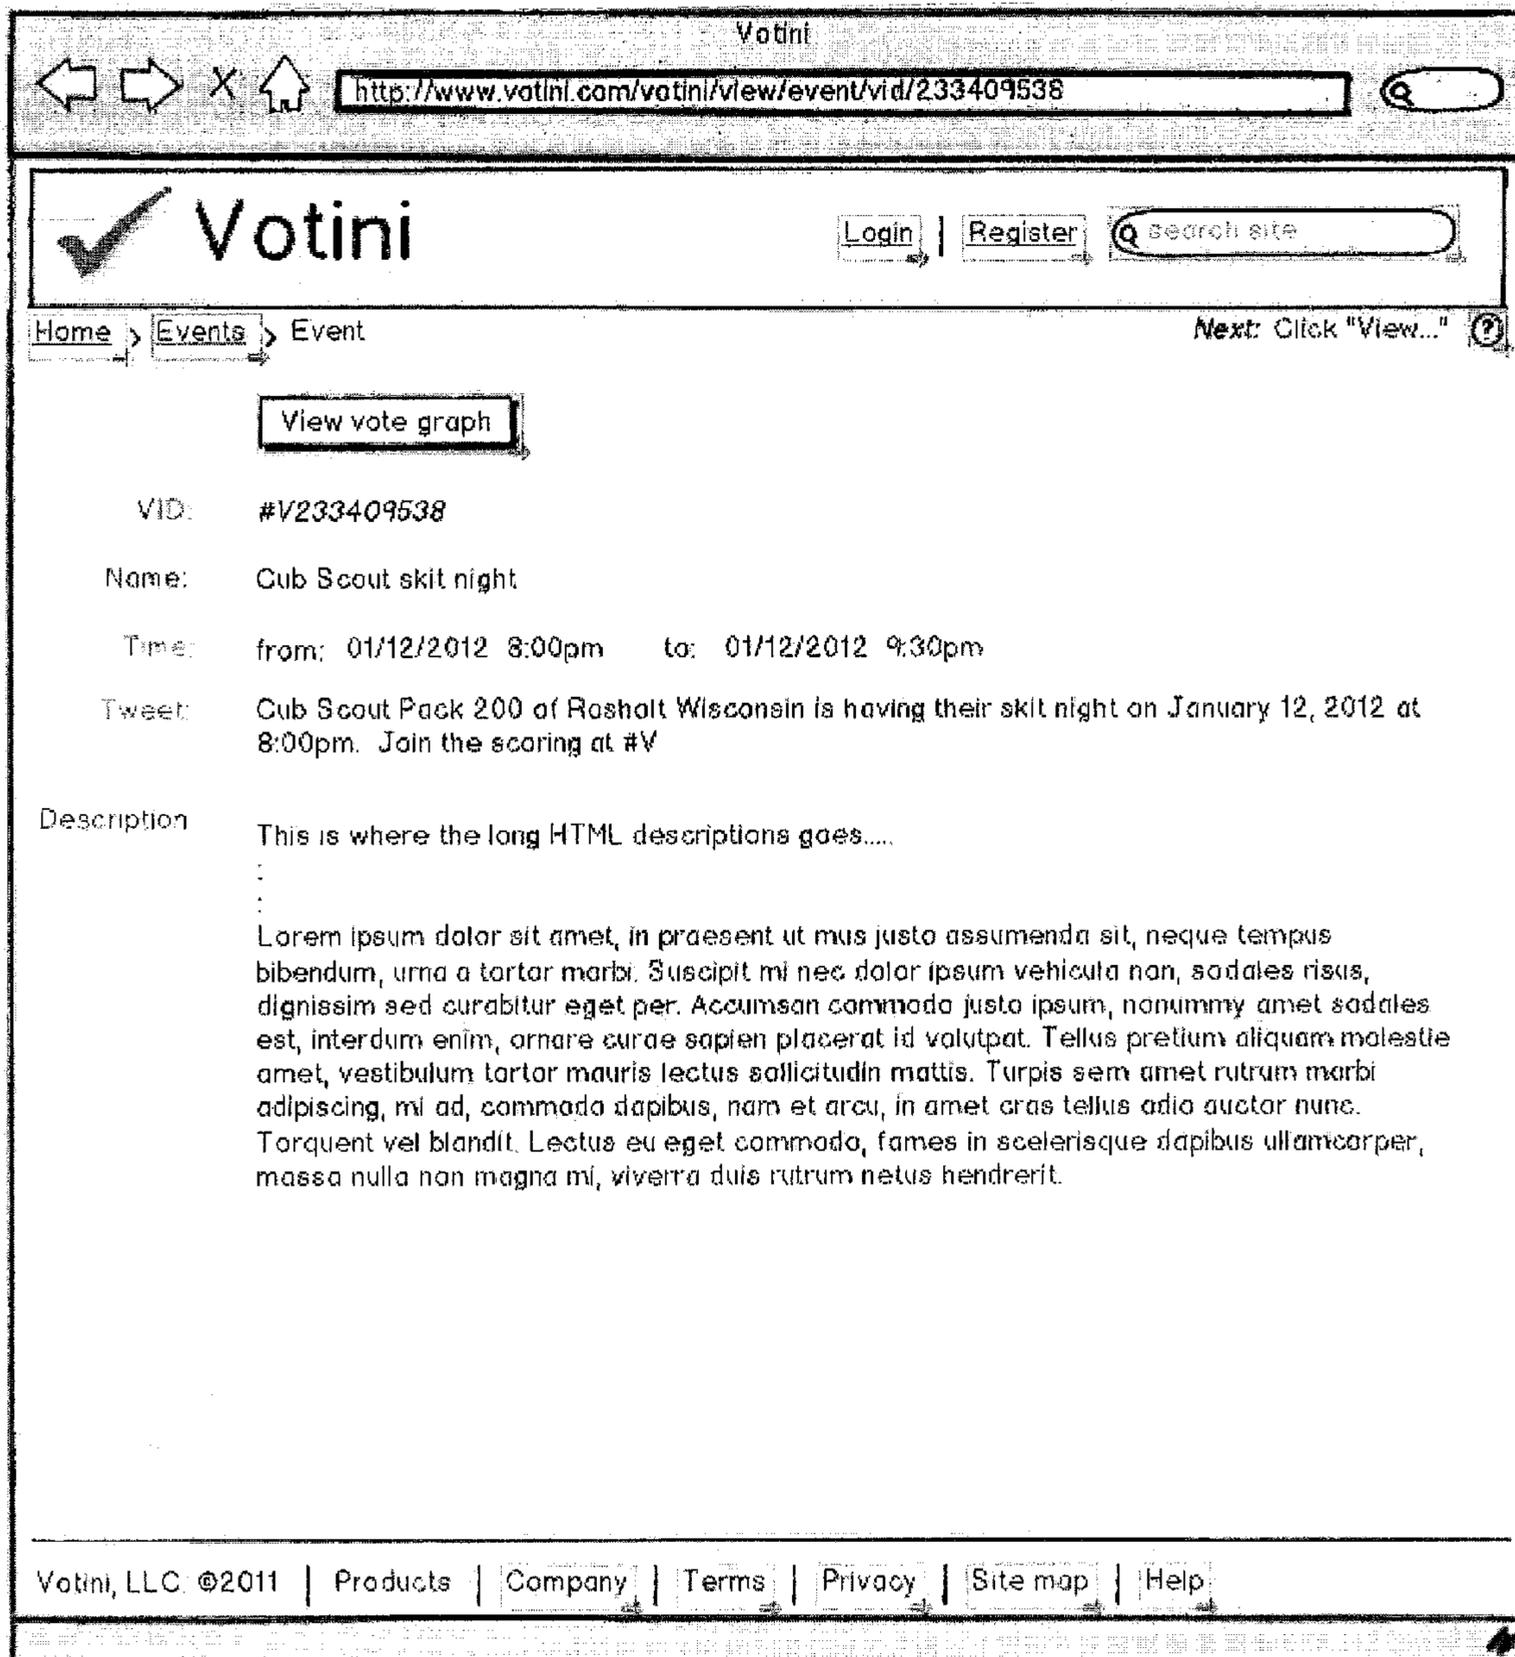 Votini
X http://www.votini.com/votini/view/event/vid/233409538
Votini Login | Register search site
Home > Events > Event Next: Click "View..." ?
View vote graph
VID: #V233409538
Name: Cub Scout skit night
Time: from: 01/12/2012 8:00pm to: 01/12/2012 9:30pm
Tweet: Cub Scout Pack 200 of Rosholt Wisconsin is having their skit night on January 12, 2012 at
8:00pm. Join the scoring at #V
Description This is where the long HTML descriptions goes.....
:
:
Lorem ipsum dolor sit amet, in praesent ut mus justo assumenda sit, neque tempus
bibendum, urna a tortor morbi. Suscipit mi nec dolor ipsum vehicula non, sodales risus,
dignissim sed curabitur eget per. Accumsan commodo justo ipsum, nonummy amet sodales
est, interdum enim, ornare curae sapien placerat id volutpat. Tellus pretium aliquam molestie
amet, vestibulum tortor mauris lectus sollicitudin mattis. Turpis sem amet rutrum morbi
adipiscing, mi ad, commodo dapibus, nam et arcu, in amet cras tellus odio auctor nunc.
Torquent vel blandit. Lectus eu eget commodo, fames in scelerisque dapibus ullamcorper,
massa nulla non magna mi, viverra duis rutrum netus hendrerit.
Votini, LLC. ©2011 | Products | Company | Terms | Privacy | Site map | Help